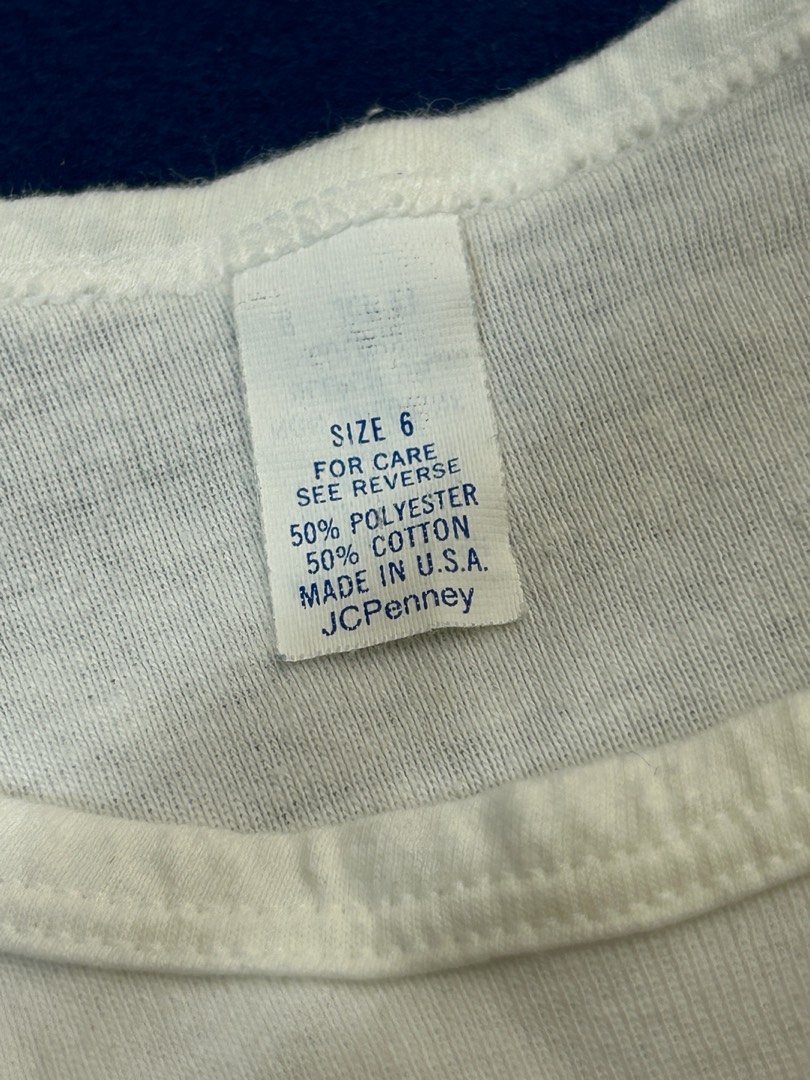 SIZE 6
FOR CARE
SEE REVERSE
50% POLYESTER
50% COTTON
MADE IN U.S.A.
JCPenney